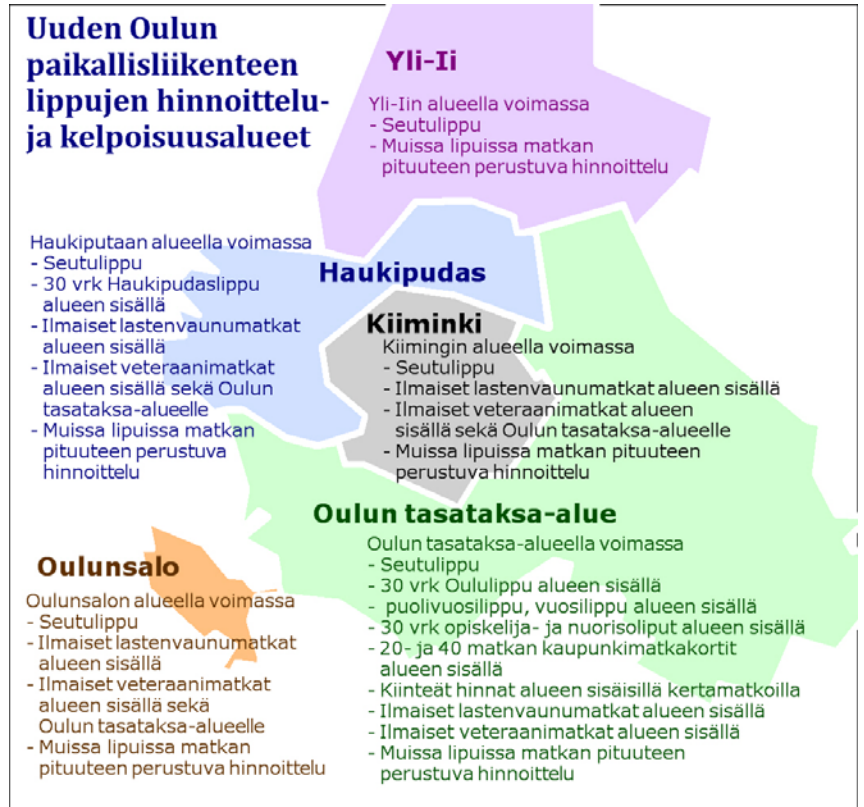 Uuden Oulun
paikallisliikenteen
lippujen hinnoittelu-
ja kelpoisuusalueet
Yli-Ii
Yli-Iin alueella voimassa
- Seutulippu
- Muissa lipuissa matkan
pituuteen perustuva hinnoittelu
Haukiputaan alueella voimassa
- Seutulippu
- 30 vrk Haukipudaslippu
alueen sisällä
- Ilmaiset lastenvaunumatkat
alueen sisällä
- Ilmaiset veteraanimatkat
alueen sisällä sekä Oulun
tasataksa-alueelle
- Muissa lipuissa matkan
pituuteen perustuva
hinnoittelu
Haukipudas
Kiiminki
Kiimingin alueella voimassa
- Seutulippu
- Ilmaiset lastenvaunumatkat alueen sisällä
- Ilmaiset veteraanimatkat alueen
sisällä sekä Oulun tasataksa-alueelle
- Muissa lipuissa matkan pituuteen
perustuva hinnoittelu
Oulunsalo
Oulunsalon alueella voimassa
- Seutulippu
- Ilmaiset lastenvaunumatkat
alueen sisällä
- Ilmaiset veteraanimatkat
alueen sisällä sekä
Oulun tasataksa-alueelle
- Muissa lipuissa matkan
pituuteen perustuva hinnoittelu
Oulun tasataksa-alue
Oulun tasataksa-alueella voimassa
- Seutulippu
- 30 vrk Oululippu alueen sisällä
- puolivuosilippu, vuosilippu alueen sisällä
- 30 vrk opiskelija- ja nuorisoliput alueen sisällä
- 20- ja 40 matkan kaupunkimatkakortit
alueen sisällä
- Kiinteät hinnat alueen sisäisillä kertamatkoilla
- Ilmaiset lastenvaunumatkat alueen sisällä
- Ilmaiset veteraanimatkat alueen sisällä
- Muissa lipuissa matkan pituuteen
perustuva hinnoittelu